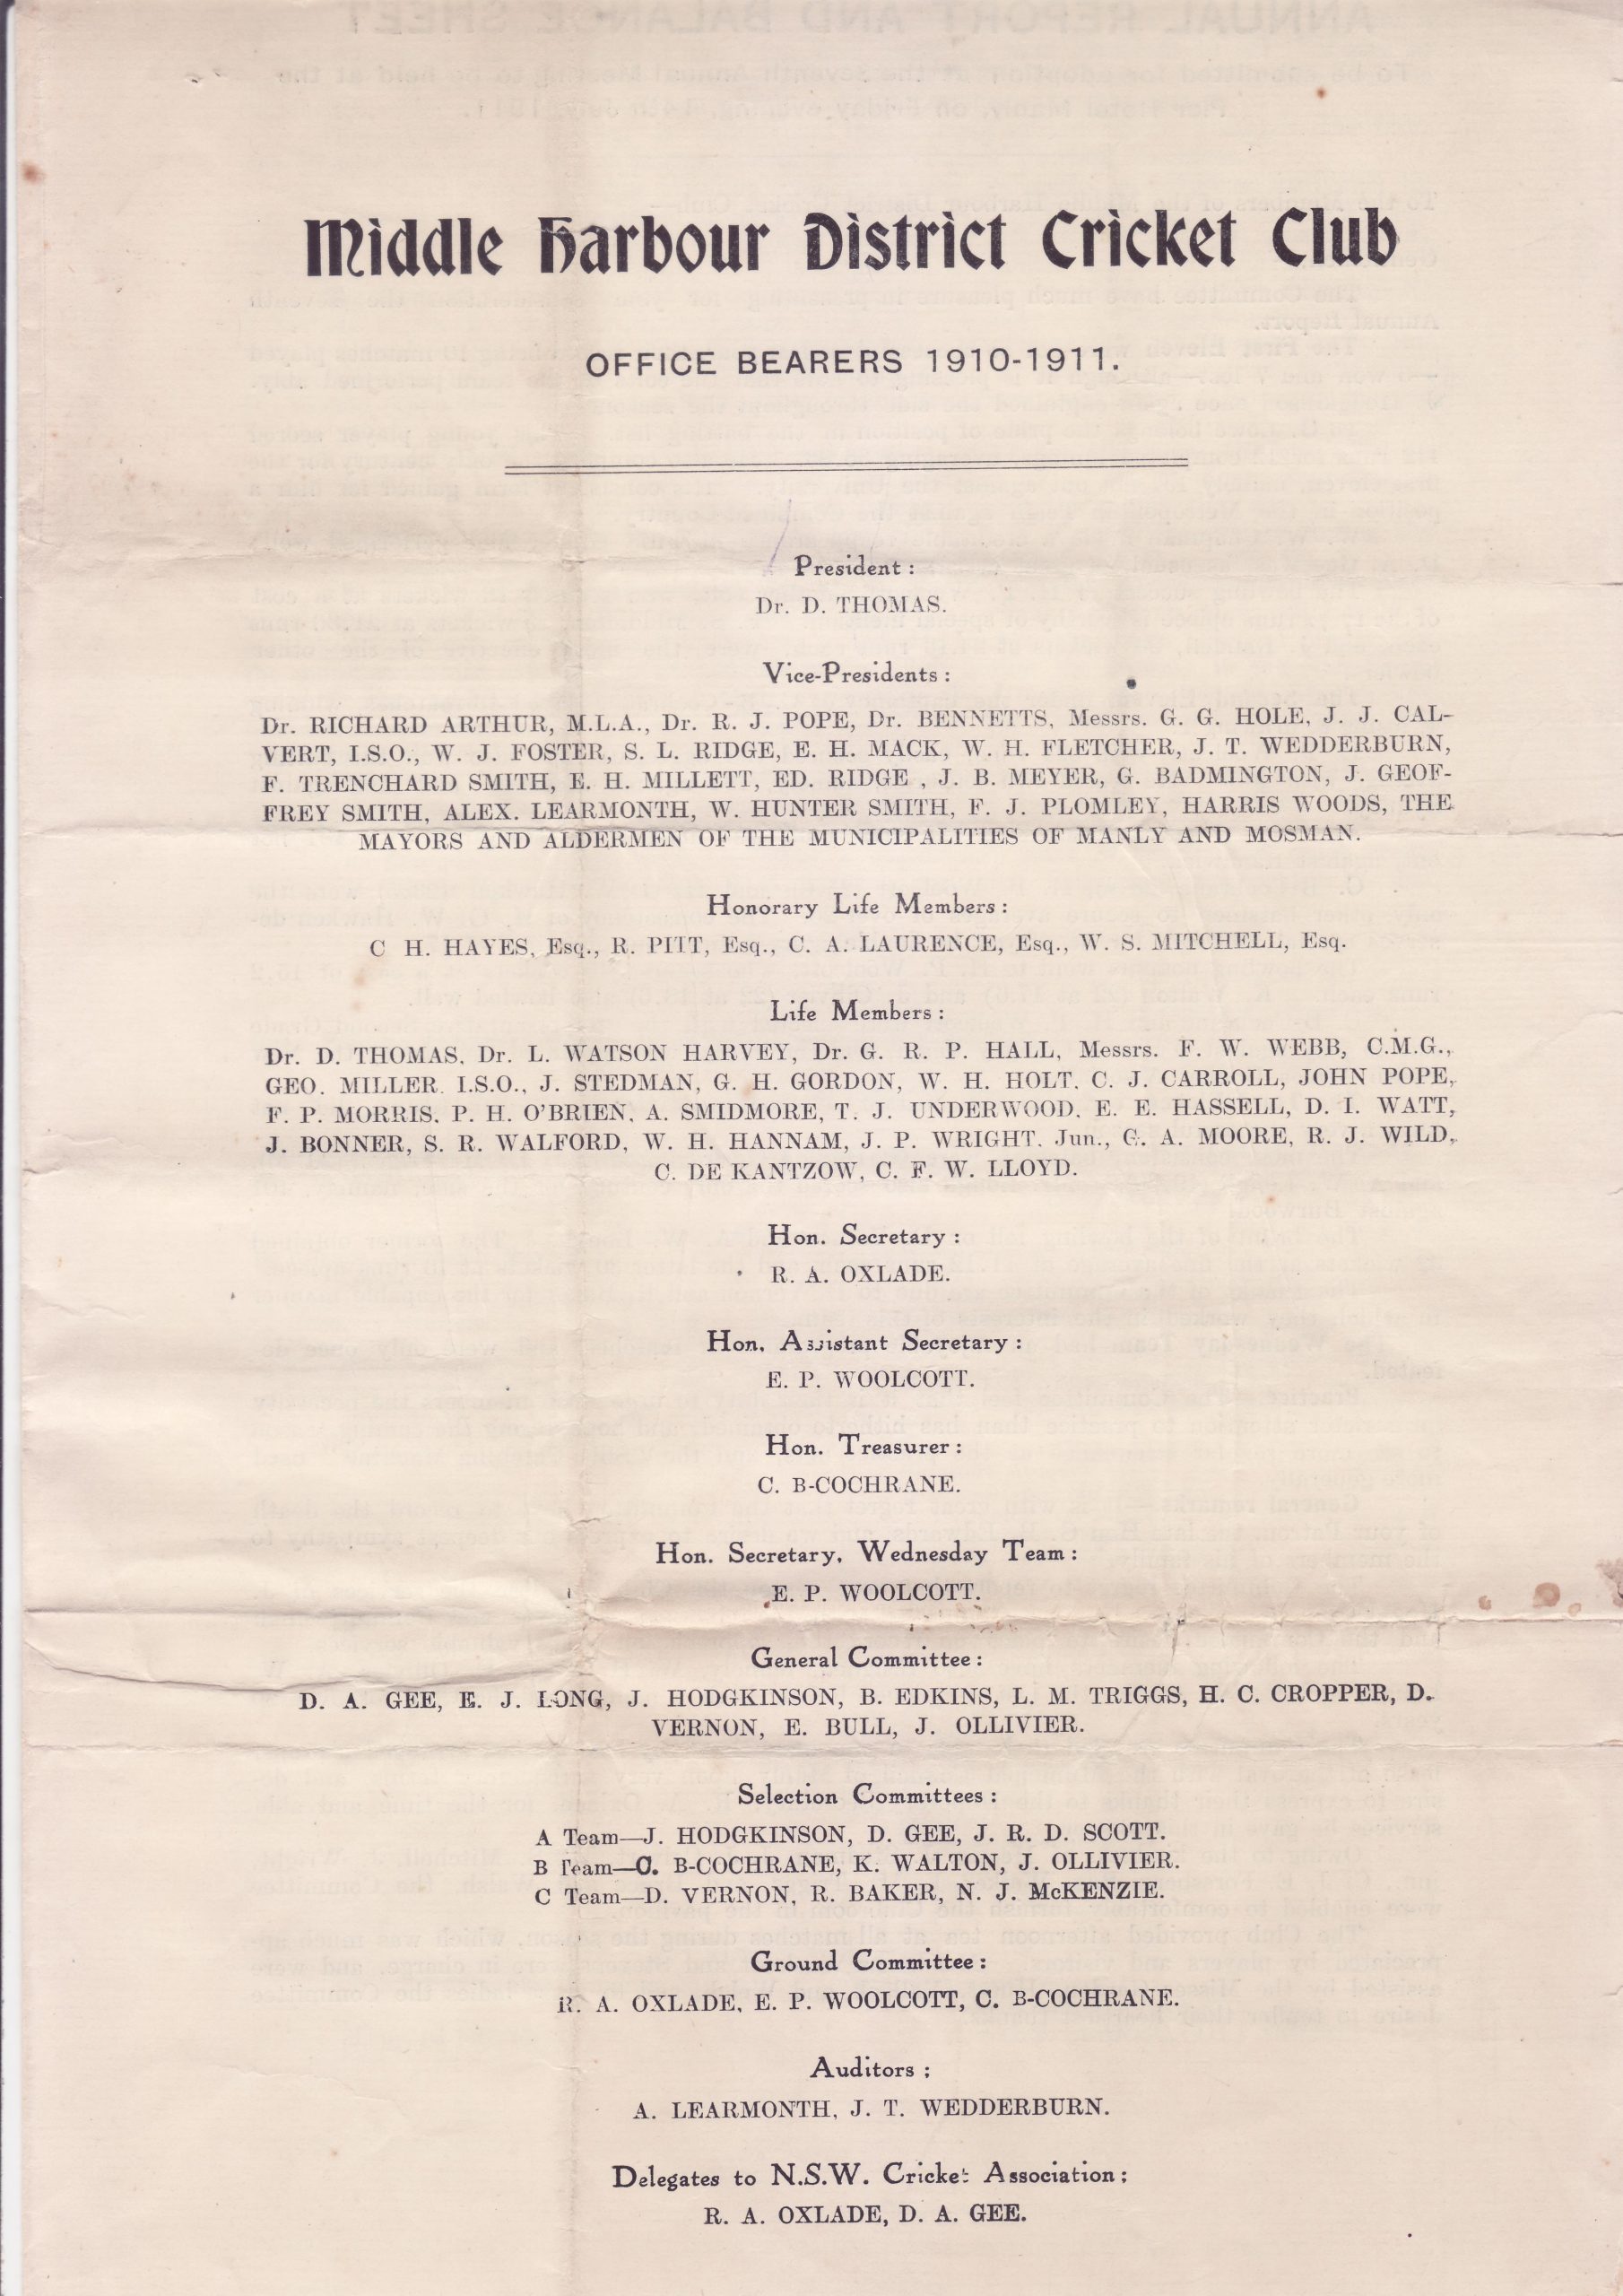 Middle Harbour District Cricket Club
OFFICE BEARERS 1910-1911.
President :
Dr. D. THOMAS.
Vice-Presidents :
Dr. RICHARD ARTHUR, M.L.A., Dr. R. J. POPE, Dr. BENNETTS, Messrs. G. G. HOLE, J. J. CAL-
VERT, I.S.O., W. J. FOSTER, S. L. RIDGE, E. H. MACK, W. H. FLETCHER, J. T. WEDDERBURN,
F. TRENCHARD SMITH, E. H. MILLETT, ED. RIDGE , J. B. MEYER, G. BADMINGTON, J. GEOF-
FREY SMITH, ALEX. LEARMONTH, W. HUNTER SMITH, F. J. PLOMLEY, HARRIS WOODS, THE
MAYORS AND ALDERMEN OF THE MUNICIPALITIES OF MANLY AND MOSMAN.
Honorary Life Members :
C H. HAYES, Esq., R. PITT, Esq., C. A. LAURENCE, Esq., W. S. MITCHELL, Esq.
Life Members :
Dr. D. THOMAS. Dr. L. WATSON HARVEY, Dr. G. R. P. HALL, Messrs. F. W. WEBB, C.M.G.,
GEO. MILLER. I.S.O., J. STEDMAN, G. H. GORDON, W. H. HOLT. C. J. CARROLL, JOHN POPE,
F. P. MORRIS. P. H. O'BRIEN. A. SMIDMORE, T. J. UNDERWOOD. E. E. HASSELL, D. I. WATT,
J. BONNER, S. R. WALFORD, W. H. HANNAM, J. P. WRIGHT. Jun., G. A. MOORE, R. J. WILD,
C. DE KANTZOW, C. F. W. LLOYD.
Hon. Secretary :
R. A. OXLADE.
Hon. Assistant Secretary :
E. P. WOOLCOTT.
Hon. Treasurer :
C. B-COCHRANE.
Hon. Secretary, Wednesday Team :
E. P. WOOLCOTT.
General Committee :
D. A. GEE, E. J. LONG, J. HODGKINSON, B. EDKINS, L. M. TRIGGS, H. C. CROPPER, D.
VERNON, E. BULL, J. OLLIVIER.
Selection Committees :
A Team—J. HODGKINSON, D. GEE, J. R. D. SCOTT.
B Team—C. B-COCHRANE, K. WALTON, J. OLLIVIER.
C Team—D. VERNON, R. BAKER, N. J. McKENZIE.
Ground Committee :
R. A. OXLADE, E. P. WOOLCOTT, C. B-COCHRANE.
Auditors :
A. LEARMONTH, J. T. WEDDERBURN.
Delegates to N.S.W. Cricket Association :
R. A. OXLADE, D. A. GEE.